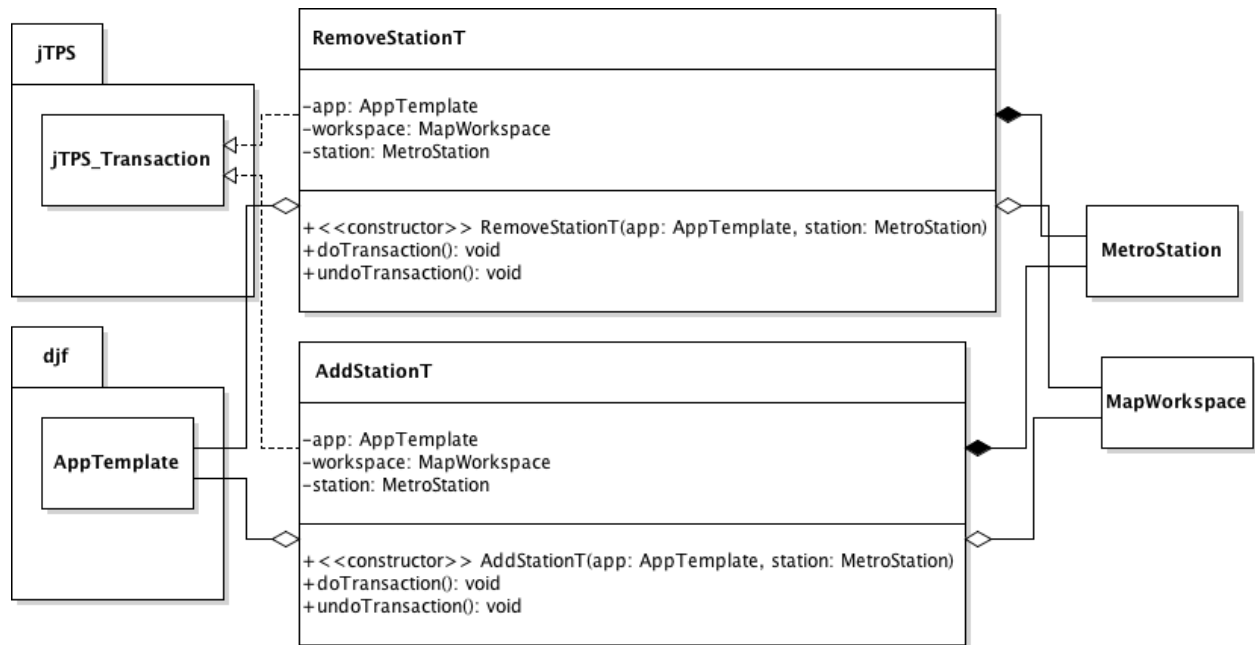 jTPS
jTPS_Transaction
RemoveStationT
-app: AppTemplate
-workspace: MapWorkspace
-station: MetroStation
+<<constructor>> RemoveStationT(app: AppTemplate, station: MetroStation)
+doTransaction(): void
+undoTransaction(): void
MetroStation
djf
AppTemplate
AddStationT
-app: AppTemplate
-workspace: MapWorkspace
-station: MetroStation
+<<constructor>> AddStationT(app: AppTemplate, station: MetroStation)
+doTransaction(): void
+undoTransaction(): void
MapWorkspace